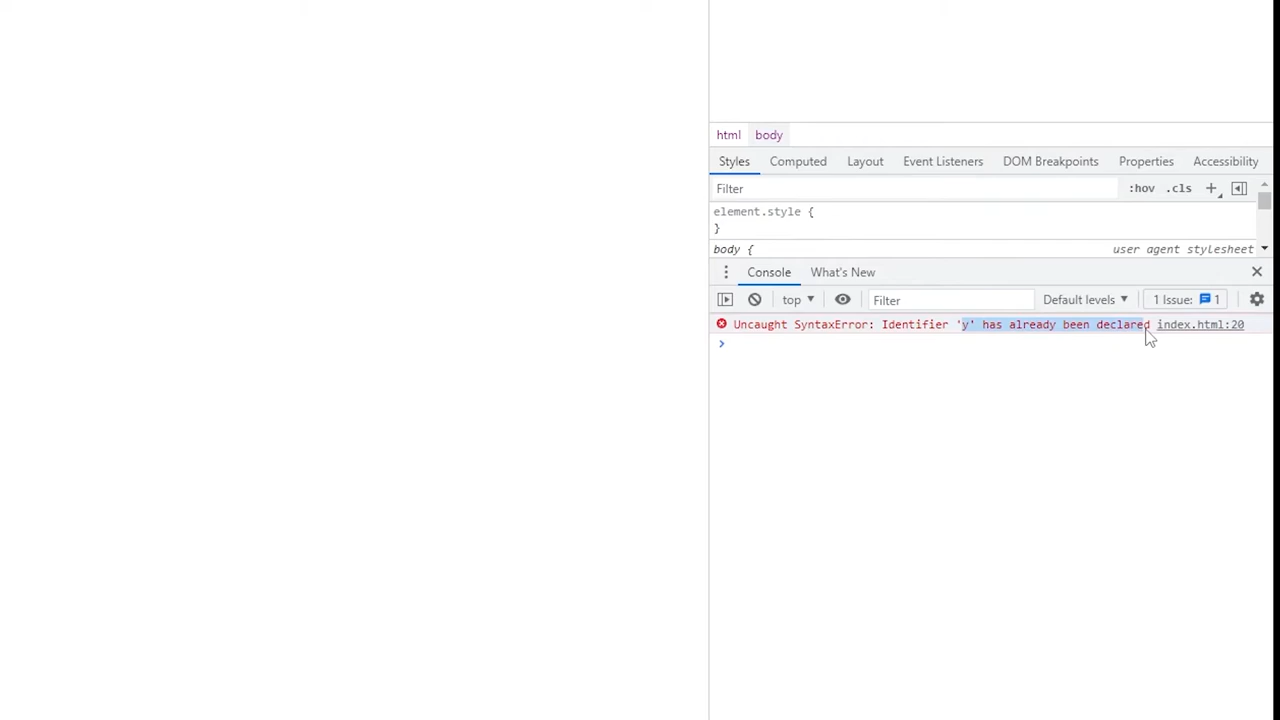 html body
Styles Computed Layout Event Listeners DOM Breakpoints Properties Accessibility
Filter :hov .cls +
element.style {
}
body { user agent stylesheet
Console What's New
top ▼ Filter Default levels ▼ 1 Issue: 1
Uncaught SyntaxError: Identifier 'y' has already been declared index.html:20